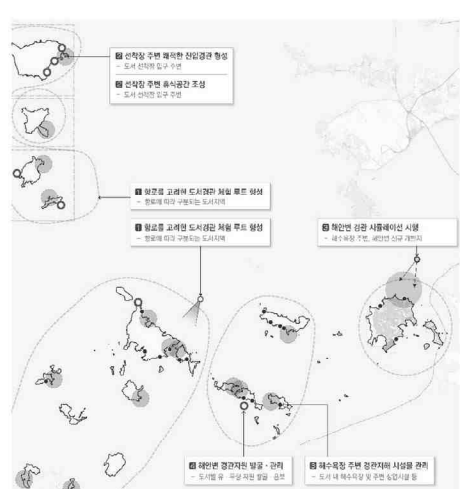 2 선착장 주변 쾌적한 진입경관 형성
- 도서 선착장 입구 주변
2 선착장 주변 휴식공간 조성
- 도서 선착장 입구 주변
1 항로를 고려한 도서경관 체험 루트 형성
- 항로에 따라 구분되는 도서지역
1 항로를 고려한 도서경관 체험 루트 형성
- 항로에 따라 구분되는 도서지역
3 해안변 경관 시뮬레이션 시행
- 해수욕장 주변, 해안변 신규 개발지
4 해안변 경관자원 발굴 · 관리
- 도서별 유 · 무형 자원 발굴
3 해수욕장 주변 경관저해 시설물 관리
- 도서 내 해수욕장 및 주변 상업시설 등